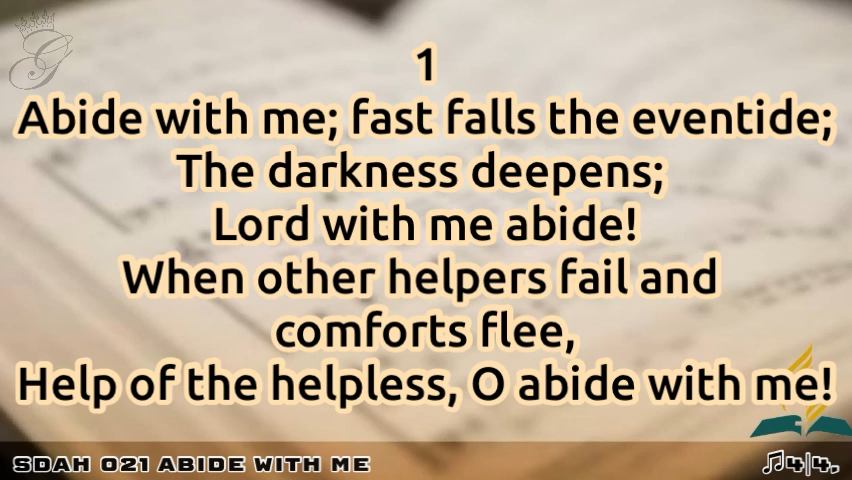 1
Abide with me; fast falls the eventide;
The darkness deepens;
Lord with me abide!
When other helpers fail and
comforts flee,
Help of the helpless, O abide with me!
SDAH 021 ABIDE WITH ME
♫4|4.
G